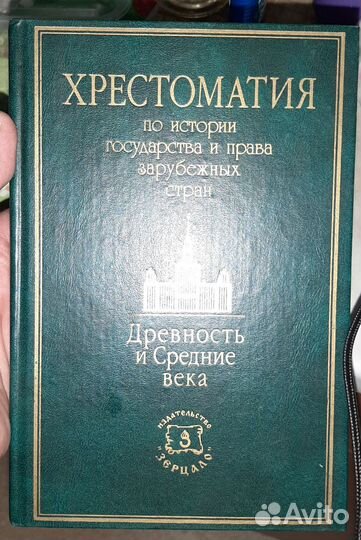 ХРЕСТОМАТИЯ
по истории
государства и права
зарубежных
стран
Древность
и Средние
века
издательство
З
"ЗЕРЦАЛО"
Avito